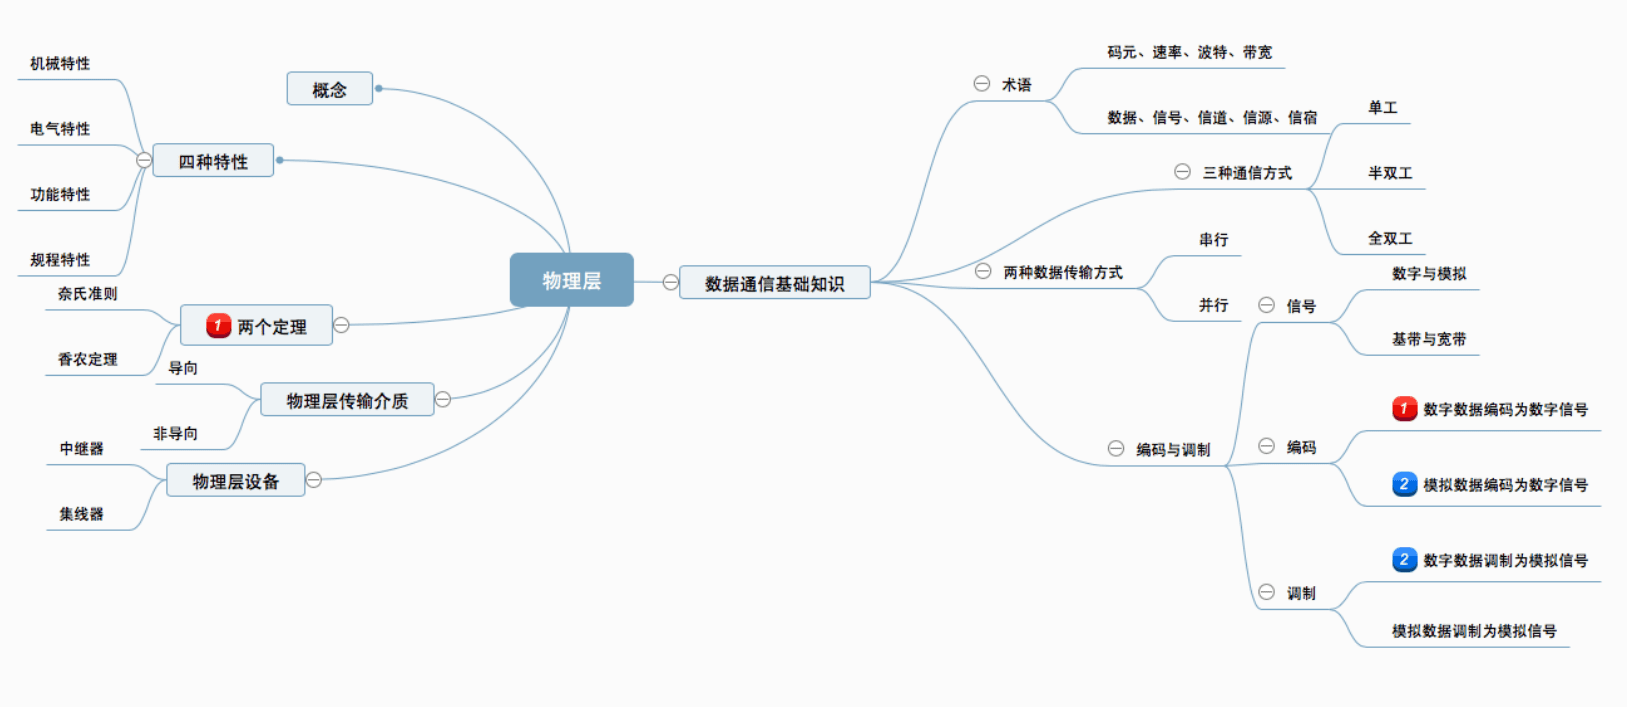 物理层
概念
四种特性
机械特性
电气特性
功能特性
规程特性
1 两个定理
奈氏准则
香农定理
物理层传输介质
导向
非导向
物理层设备
中继器
集线器
数据通信基础知识
术语
码元、速率、波特、带宽
数据、信号、信道、信源、信宿
三种通信方式
单工
半双工
全双工
两种数据传输方式
串行
并行
编码与调制
信号
数字与模拟
基带与宽带
编码
1 数字数据编码为数字信号
2 模拟数据编码为数字信号
调制
2 数字数据调制为模拟信号
模拟数据调制为模拟信号